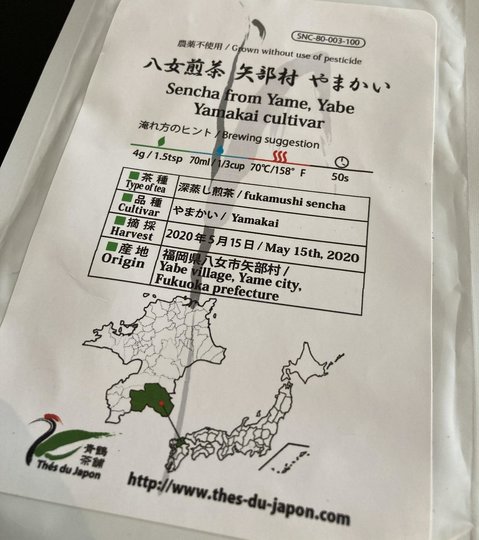 SNC-80-003-100
農薬不使用 / Grown without use of pesticide
八女煎茶 矢部村 やまかい
Sencha from Yame, Yabe
Yamakai cultivar
淹れ方のヒント / Brewing suggestion
4g / 1.5tsp 70ml / 1/3cup 70℃/158° F 50s
茶 種 深蒸し煎茶 / fukamushi sencha
Type of tea
品 種 やまかい / Yamakai
Cultivar
摘 採 2020年5月15日 / May 15th, 2020
Harvest
産 地 福岡県八女市矢部村 /
Origin Yabe village, Yame city,
Fukuoka prefecture
青鶴
茶舗
Thés du Japon
http://www.thes-du-japon.com